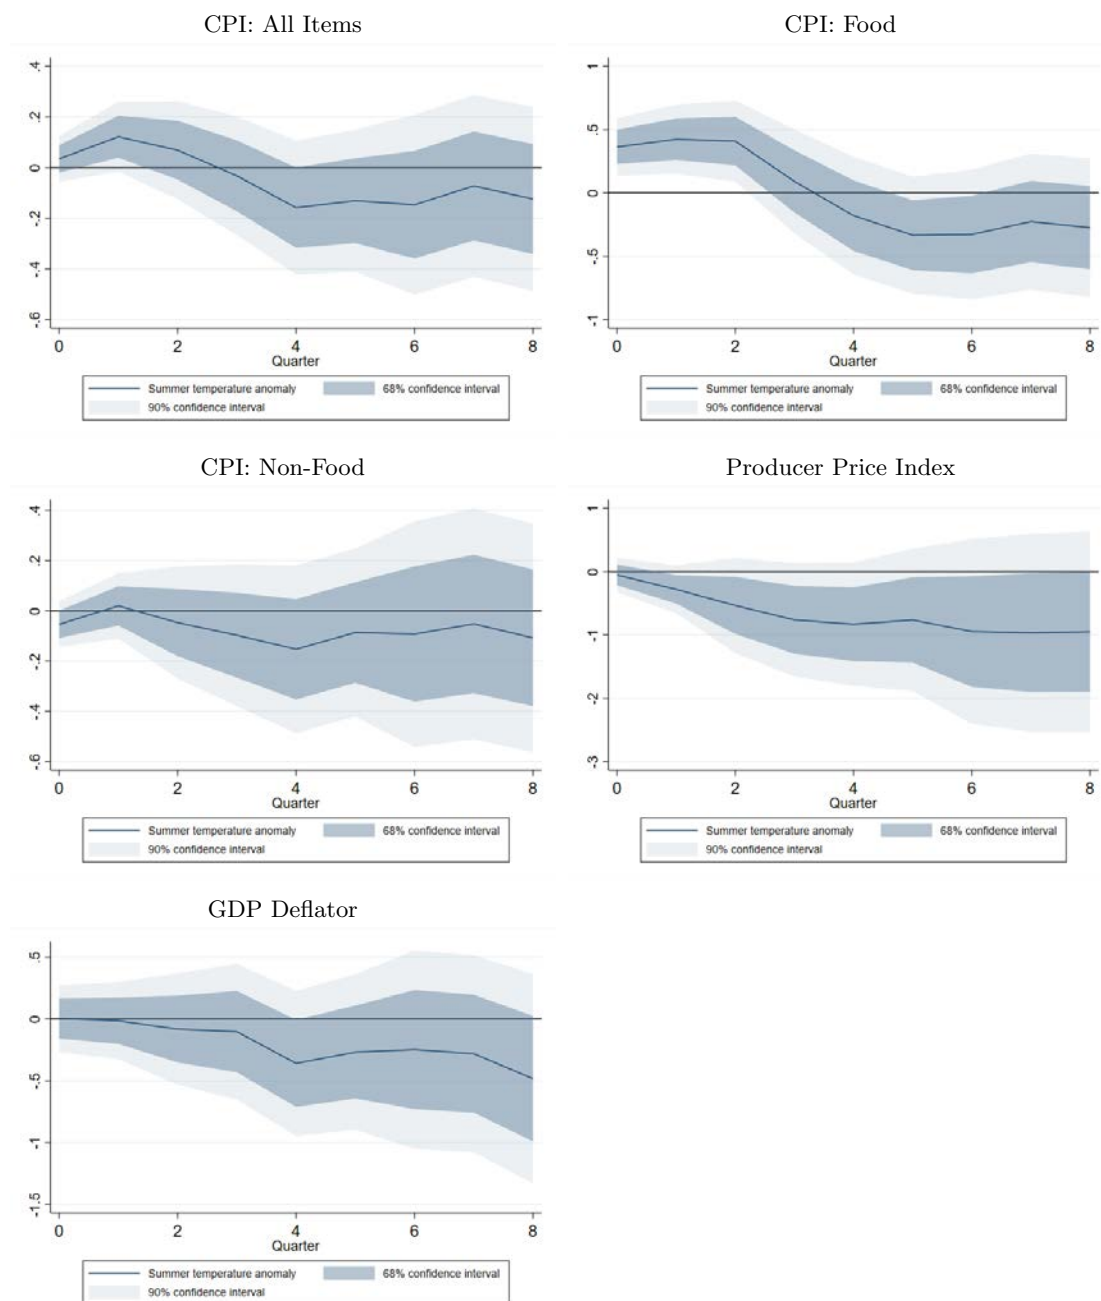 CPI: All Items
.4
.2
0
-.2
-.4
-.6
0 2 4 6 8
Quarter
Summer temperature anomaly 68% confidence interval
90% confidence interval
CPI: Food
1
.5
0
-.5
-1
0 2 4 6 8
Quarter
Summer temperature anomaly 68% confidence interval
90% confidence interval
CPI: Non-Food
.4
.2
0
-.2
-.4
-.6
0 2 4 6 8
Quarter
Summer temperature anomaly 68% confidence interval
90% confidence interval
Producer Price Index
1
0
-1
-2
-3
0 2 4 6 8
Quarter
Summer temperature anomaly 68% confidence interval
90% confidence interval
GDP Deflator
.5
0
-.5
-1
-1.5
0 2 4 6 8
Quarter
Summer temperature anomaly 68% confidence interval
90% confidence interval